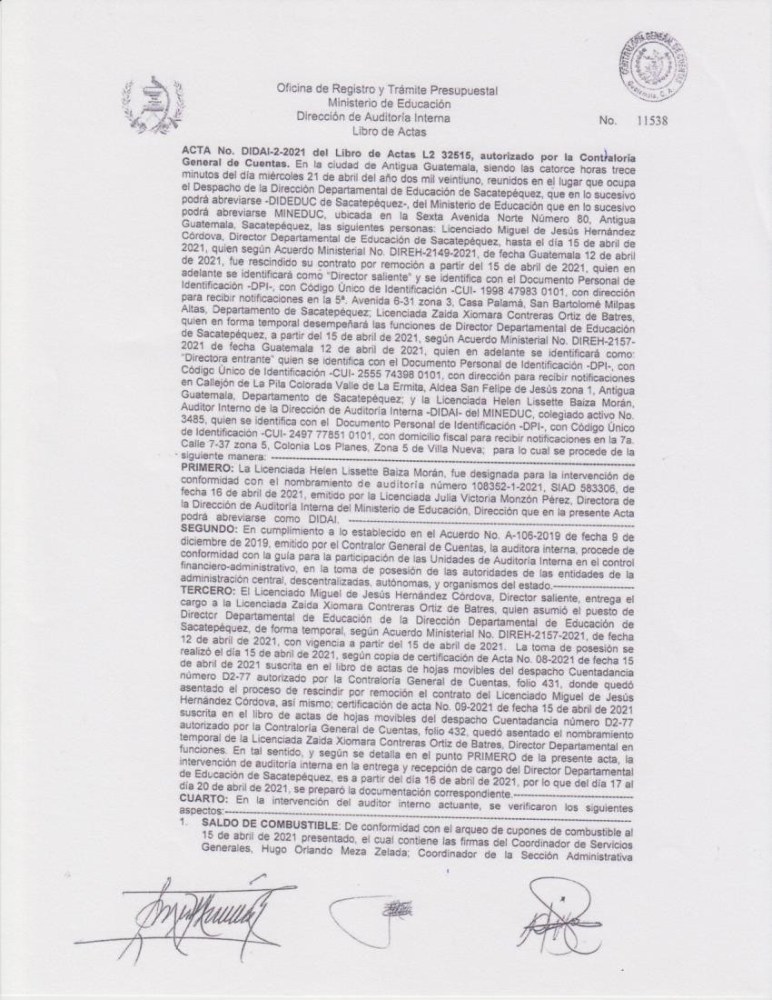 CONTRALORIA GENERAL DE CUENTAS
Guatemala, C. A.
Oficina de Registro y Trámite Presupuestal
Ministerio de Educación
Dirección de Auditoría Interna
Libro de Actas
No. 11538
ACTA No. DIDAI-2-2021 del Libro de Actas L2 32515, autorizado por la Contraloría
General de Cuentas. En la ciudad de Antigua Guatemala, siendo las catorce horas trece
minutos del día miércoles 21 de abril del año dos mil veintiuno, reunidos en el lugar que ocupa
el Despacho de la Dirección Departamental de Educación de Sacatepéquez, que en lo sucesivo
podrá abreviarse -DIDEDUC de Sacatepéquez-, del Ministerio de Educación que en lo sucesivo
podrá abreviarse MINEDUC, ubicada en la Sexta Avenida Norte Número 80, Antigua
Guatemala, Sacatepéquez, las siguientes personas: Licenciado Miguel de Jesús Hernández
Córdova, Director Departamental de Educación de Sacatepéquez, hasta el día 15 de abril de
2021, quien según Acuerdo Ministerial No. DIREH-2149-2021, de fecha Guatemala 12 de abril
de 2021, fue rescindido su contrato por remoción a partir del 15 de abril de 2021, quien en
adelante se identificará como "Director saliente" y se identifica con el Documento Personal de
Identificación -DPI-, con Código Único de Identificación -CUI- 1998 47983 0101, con dirección
para recibir notificaciones en la 5ª. Avenida 6-31 zona 3, Casa Palamá, San Bartolomé Milpas
Altas, Departamento de Sacatepéquez; Licenciada Zaida Xiomara Contreras Ortiz de Batres,
quien en forma temporal desempeñará las funciones de Director Departamental de Educación
de Sacatepéquez, a partir del 15 de abril de 2021, según Acuerdo Ministerial No. DIREH-2157-
2021 de fecha Guatemala 12 de abril de 2021, quien en adelante se identificará como:
"Directora entrante" quien se identifica con el Documento Personal de Identificación -DPI-, con
Código Único de Identificación -CUI- 2555 74398 0101, con dirección para recibir notificaciones
en Callejón de La Pila Colorada Valle de La Ermita, Aldea San Felipe de Jesús zona 1, Antigua
Guatemala, Departamento de Sacatepéquez; y la Licenciada Helen Lissette Baiza Morán,
Auditor Interno de la Dirección de Auditoría Interna -DIDAI- del MINEDUC, colegiado activo No.
3485, quien se identifica con el Documento Personal de Identificación -DPI-, con Código Único
de Identificación -CUI- 2497 77851 0101, con domicilio fiscal para recibir notificaciones en la 7a.
Calle 7-37 zona 5, Colonia Los Planes, Zona 5 de Villa Nueva; para lo cual se procede de la
siguiente manera: ------------------------------------------------------------
PRIMERO: La Licenciada Helen Lissette Baiza Morán, fue designada para la intervención de
conformidad con el nombramiento de auditoría número 108352-1-2021, SIAD 583306, de
fecha 16 de abril de 2021, emitido por la Licenciada Julia Victoria Monzón Pérez, Directora de
la Dirección de Auditoría Interna del Ministerio de Educación, Dirección que en la presente Acta
podrá abreviarse como DIDAI. ------------------------------------------------
SEGUNDO: En cumplimiento a lo establecido en el Acuerdo No. A-106-2019 de fecha 9 de
diciembre de 2019, emitido por el Contralor General de Cuentas, la auditora interna, procede de
conformidad con la guía para la participación de las Unidades de Auditoría Interna en el control
financiero-administrativo, en la toma de posesión de las autoridades de las entidades de la
administración central, descentralizadas, autónomas, y organismos del estado.-------------------
TERCERO: El Licenciado Miguel de Jesús Hernández Córdova, Director saliente, entrega el
cargo a la Licenciada Zaida Xiomara Contreras Ortiz de Batres, quien asumió el puesto de
Director Departamental de Educación de la Dirección Departamental de Educación de
Sacatepéquez, de forma temporal, según Acuerdo Ministerial No. DIREH-2157-2021, de fecha
12 de abril de 2021, con vigencia a partir del 15 de abril de 2021. La toma de posesión se
realizó el día 15 de abril de 2021, según copia de certificación de Acta No. 08-2021 de fecha 15
de abril de 2021 suscrita en el libro de actas de hojas movibles del despacho Cuentadancia
número D2-77 autorizado por la Contraloría General de Cuentas, folio 431, donde quedó
asentado el proceso de rescindir por remoción el contrato del Licenciado Miguel de Jesús
Hernández Córdova, así mismo; certificación de acta No. 09-2021 de fecha 15 de abril de 2021
suscrita en el libro de actas de hojas movibles del despacho Cuentadancia número D2-77
autorizado por la Contraloría General de Cuentas, folio 432, quedó asentado el nombramiento
temporal de la Licenciada Zaida Xiomara Contreras Ortiz de Batres, Director Departamental en
funciones. En tal sentido, y según se detalla en el punto PRIMERO de la presente acta, la
intervención de auditoría interna en la entrega y recepción de cargo del Director Departamental
de Educación de Sacatepéquez, es a partir del día 16 de abril de 2021, por lo que del día 17 al
día 20 de abril de 2021, se preparó la documentación correspondiente.---------------------------
CUARTO: En la intervención del auditor interno actuante, se verificaron los siguientes
aspectos:------------------------------------------------------------
1. SALDO DE COMBUSTIBLE: De conformidad con el arqueo de cupones de combustible al
15 de abril de 2021 presentado, el cual contiene las firmas del Coordinador de Servicios
Generales, Hugo Orlando Meza Zelada; Coordinador de la Sección Administrativa